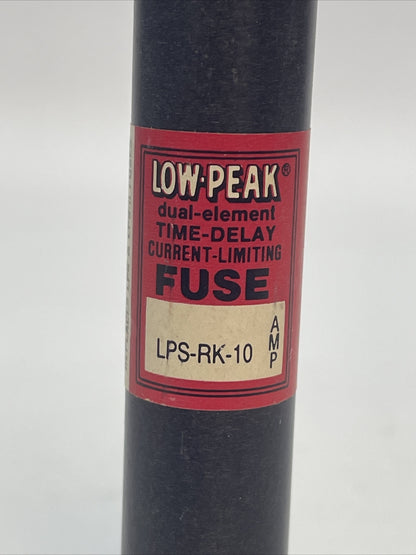 LOW-PEAK®
dual-element
TIME-DELAY
CURRENT-LIMITING
FUSE
LPS-RK-10
AMP